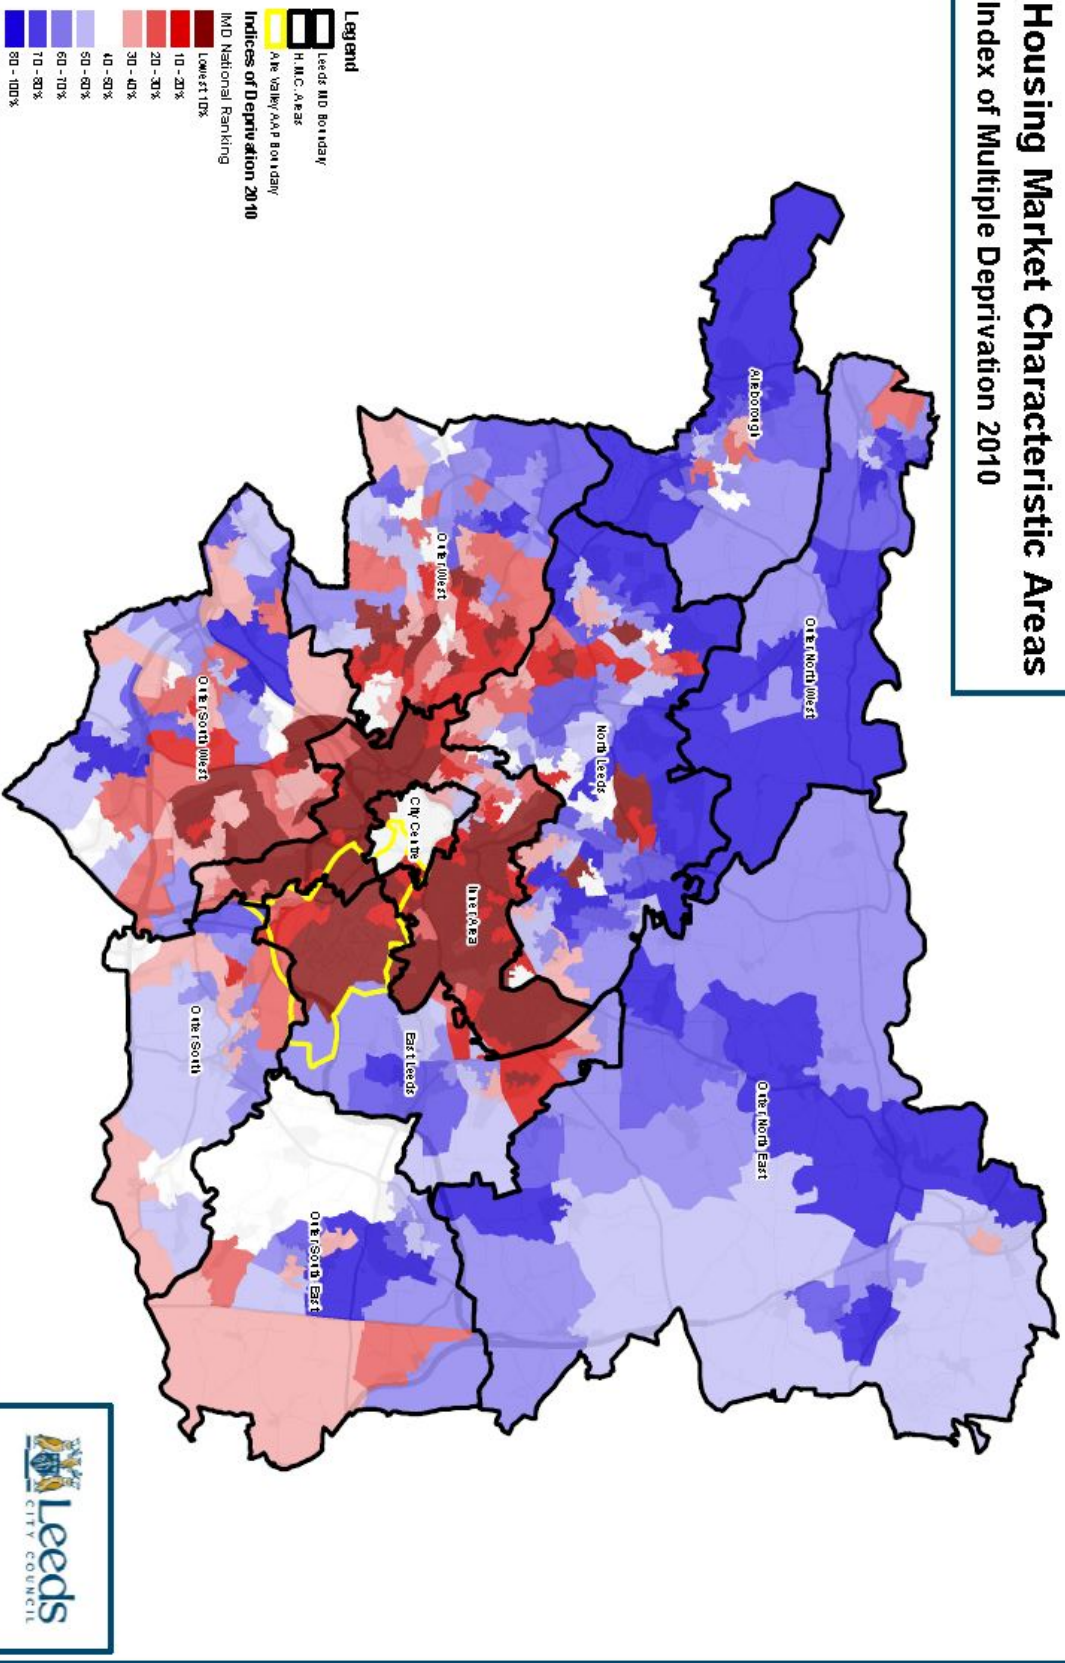 Housing Market Characteristic Areas
Index of Multiple Deprivation 2010
Legend
Leeds MD Boundary
H.M.C. Areas
Aire Valley AAP Boundary
Indices of Deprivation 2010
IMD National Ranking
Lowest 10%
10 - 20%
20 - 30%
30 - 40%
40 - 50%
50 - 60%
60 - 70%
70 - 80%
80 - 100%
Aireborough
Outer North West
North Leeds
Outer West
Outer South West
City Centre
Inner Area
East Leeds
Outer South
Outer North East
Outer South East
Leeds
CITY COUNCIL